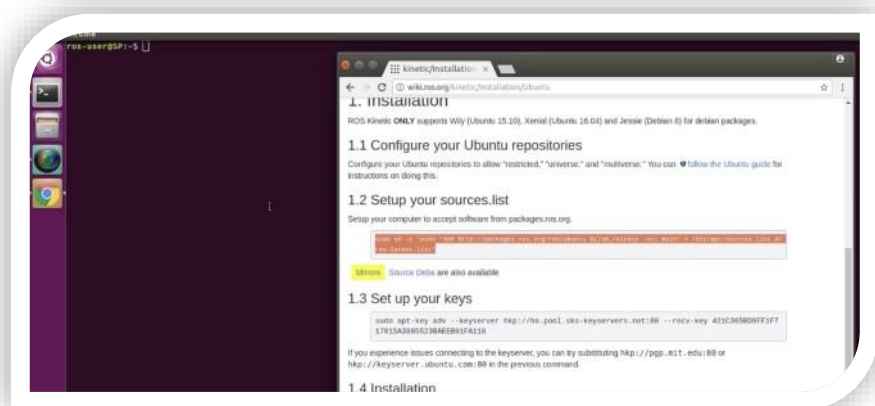 ros-user@SP:~$
kinetic/Installation
wiki.ros.org/kinetic/Installation/Ubuntu
1. Installation
ROS Kinetic ONLY supports Wily (Ubuntu 15.10), Xenial (Ubuntu 16.04) and Jessie (Debian 8) for debian packages.
1.1 Configure your Ubuntu repositories
Configure your Ubuntu repositories to allow "restricted," "universe," and "multiverse." You can follow the Ubuntu guide for
instructions on doing this.
1.2 Setup your sources.list
Setup your computer to accept software from packages.ros.org.
Mirrors Source Debs are also available
1.3 Set up your keys
sudo apt-key adv --keyserver hkp://ha.pool.sks-keyservers.net:80 --recv-key
If you experience issues connecting to the keyserver, you can try substituting hkp://pgp.mit.edu:80 or
hkp://keyserver.ubuntu.com:80 in the previous command.
1.4 Installation